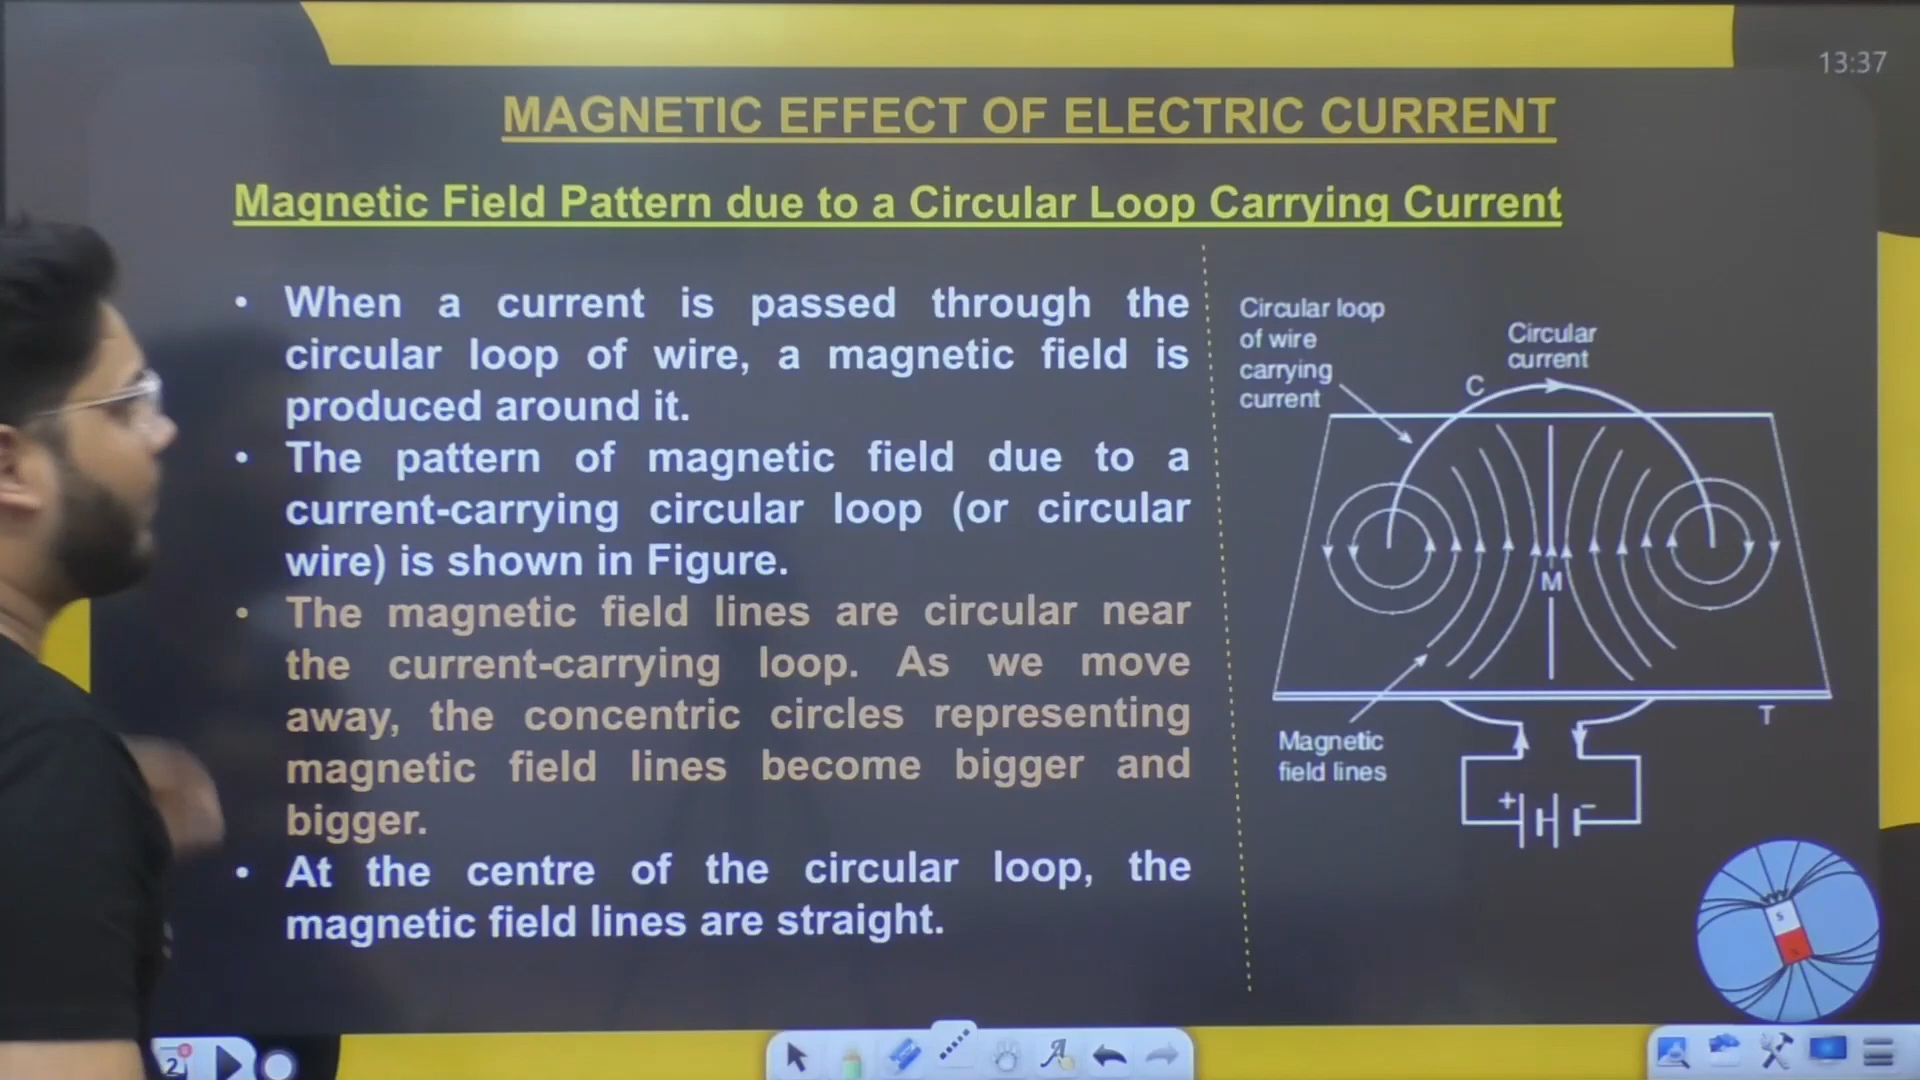 13:37
MAGNETIC EFFECT OF ELECTRIC CURRENT
Magnetic Field Pattern due to a Circular Loop Carrying Current
• When a current is passed through the
circular loop of wire, a magnetic field is
produced around it.
• The pattern of magnetic field due to a
current-carrying circular loop (or circular
wire) is shown in Figure.
• The magnetic field lines are circular near
the current-carrying loop. As we move
away, the concentric circles representing
magnetic field lines become bigger and
bigger.
• At the centre of the circular loop, the
magnetic field lines are straight.
Circular loop
of wire
carrying
current
Circular
current
C
M
T
Magnetic
field lines
+
−
S
2